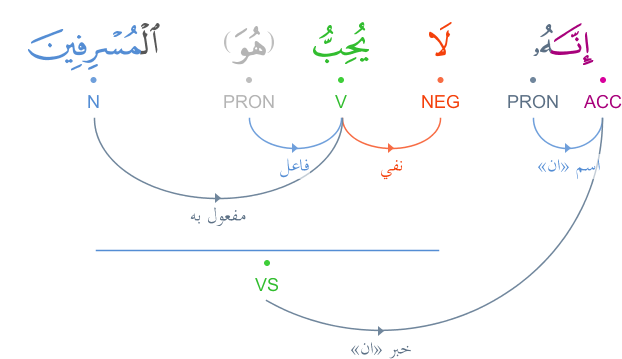 إِنَّهُۥ لَا يُحِبُّ (هُوَ) ٱلْمُسْرِفِينَ
ACC PRON NEG V PRON N
اسم «ان» نفي فاعل
مفعول به
VS
خبر «ان»